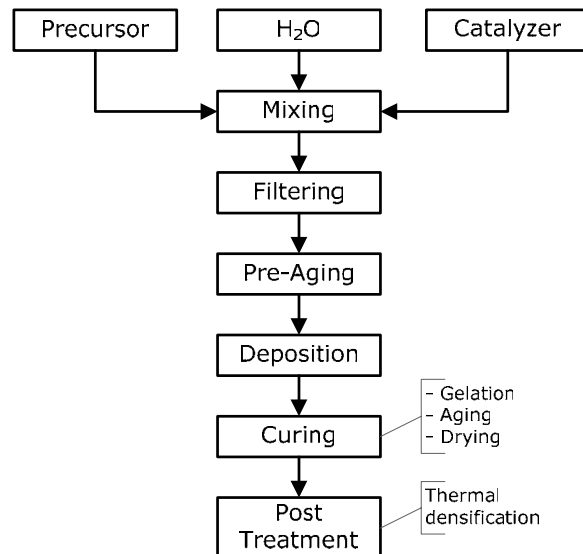 Precursor
H₂O
Catalyzer
Mixing
Filtering
Pre-Aging
Deposition
Curing
– Gelation
– Aging
– Drying
Post
Treatment
Thermal
densification